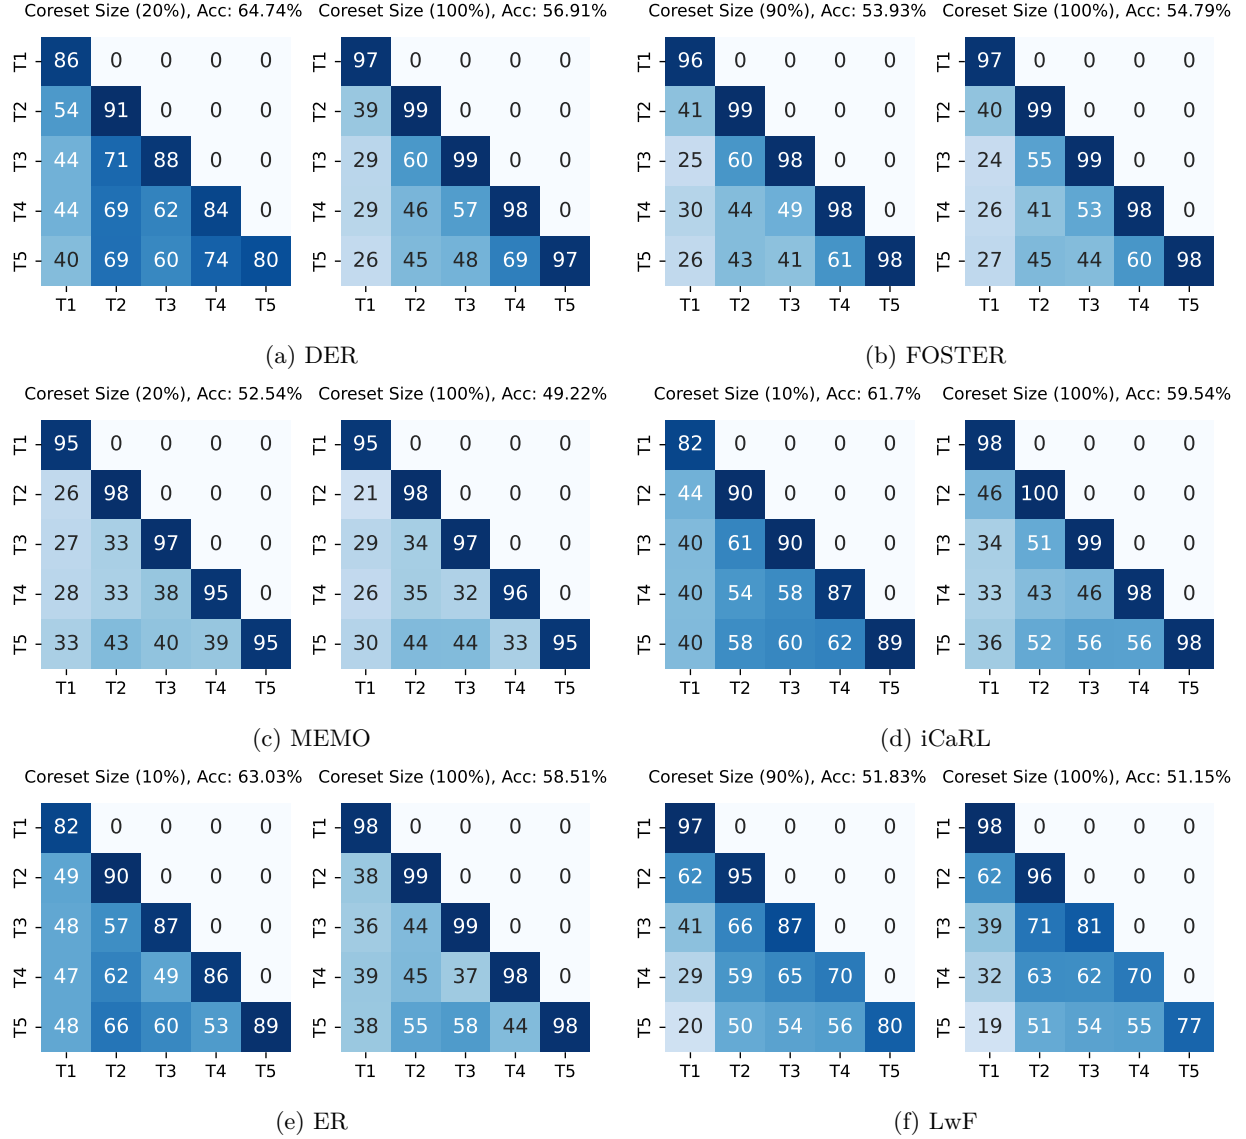 Coreset Size (20%), Acc: 64.74%
T1 86 0 0 0 0
T2 54 91 0 0 0
T3 44 71 88 0 0
T4 44 69 62 84 0
T5 40 69 60 74 80
T1 T2 T3 T4 T5
Coreset Size (100%), Acc: 56.91%
T1 97 0 0 0 0
T2 39 99 0 0 0
T3 29 60 99 0 0
T4 29 46 57 98 0
T5 26 45 48 69 97
T1 T2 T3 T4 T5
(a) DER
Coreset Size (90%), Acc: 53.93%
T1 96 0 0 0 0
T2 41 99 0 0 0
T3 25 60 98 0 0
T4 30 44 49 98 0
T5 26 43 41 61 98
T1 T2 T3 T4 T5
Coreset Size (100%), Acc: 54.79%
T1 97 0 0 0 0
T2 40 99 0 0 0
T3 24 55 99 0 0
T4 26 41 53 98 0
T5 27 45 44 60 98
T1 T2 T3 T4 T5
(b) FOSTER
Coreset Size (20%), Acc: 52.54%
T1 95 0 0 0 0
T2 26 98 0 0 0
T3 27 33 97 0 0
T4 28 33 38 95 0
T5 33 43 40 39 95
T1 T2 T3 T4 T5
Coreset Size (100%), Acc: 49.22%
T1 95 0 0 0 0
T2 21 98 0 0 0
T3 29 34 97 0 0
T4 26 35 32 96 0
T5 30 44 44 33 95
T1 T2 T3 T4 T5
(c) MEMO
Coreset Size (10%), Acc: 61.7%
T1 82 0 0 0 0
T2 44 90 0 0 0
T3 40 61 90 0 0
T4 40 54 58 87 0
T5 40 58 60 62 89
T1 T2 T3 T4 T5
Coreset Size (100%), Acc: 59.54%
T1 98 0 0 0 0
T2 46 100 0 0 0
T3 34 51 99 0 0
T4 33 43 46 98 0
T5 36 52 56 56 98
T1 T2 T3 T4 T5
(d) iCaRL
Coreset Size (10%), Acc: 63.03%
T1 82 0 0 0 0
T2 49 90 0 0 0
T3 48 57 87 0 0
T4 47 62 49 86 0
T5 48 66 60 53 89
T1 T2 T3 T4 T5
Coreset Size (100%), Acc: 58.51%
T1 98 0 0 0 0
T2 38 99 0 0 0
T3 36 44 99 0 0
T4 39 45 37 98 0
T5 38 55 58 44 98
T1 T2 T3 T4 T5
(e) ER
Coreset Size (90%), Acc: 51.83%
T1 97 0 0 0 0
T2 62 95 0 0 0
T3 41 66 87 0 0
T4 29 59 65 70 0
T5 20 50 54 56 80
T1 T2 T3 T4 T5
Coreset Size (100%), Acc: 51.15%
T1 98 0 0 0 0
T2 62 96 0 0 0
T3 39 71 81 0 0
T4 32 63 62 70 0
T5 19 51 54 55 77
T1 T2 T3 T4 T5
(f) LwF